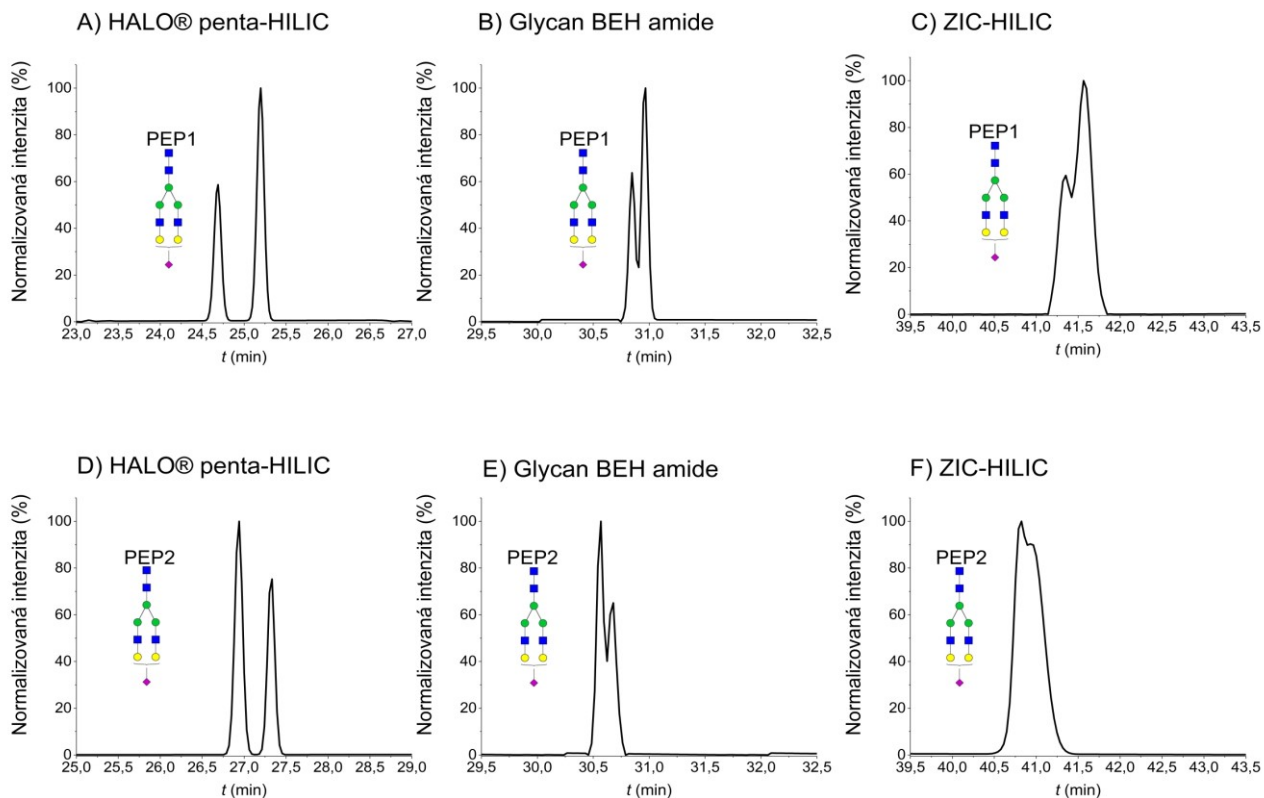 A) HALO® penta-HILIC
Normalizovaná intenzita (%)
100
80
60
40
20
0
PEP1
23,0 23,5 24,0 24,5 25,0 25,5 26,0 26,5 27,0
t (min)
B) Glycan BEH amide
Normalizovaná intenzita (%)
100
80
60
40
20
0
PEP1
29,5 30,0 30,5 31,0 31,5 32,0 32,5
t (min)
C) ZIC-HILIC
Normalizovaná intenzita (%)
100
80
60
40
20
0
PEP1
39,5 40,0 40,5 41,0 41,5 42,0 42,5 43,0 43,5
t (min)
D) HALO® penta-HILIC
Normalizovaná intenzita (%)
100
80
60
40
20
0
PEP2
25,0 25,5 26,0 26,5 27,0 27,5 28,0 28,5 29,0
t (min)
E) Glycan BEH amide
Normalizovaná intenzita (%)
100
80
60
40
20
0
PEP2
29,5 30,0 30,5 31,0 31,5 32,0 32,5
t (min)
F) ZIC-HILIC
Normalizovaná intenzita (%)
100
80
60
40
20
0
PEP2
39,5 40,0 40,5 41,0 41,5 42,0 42,5 43,0 43,5
t (min)